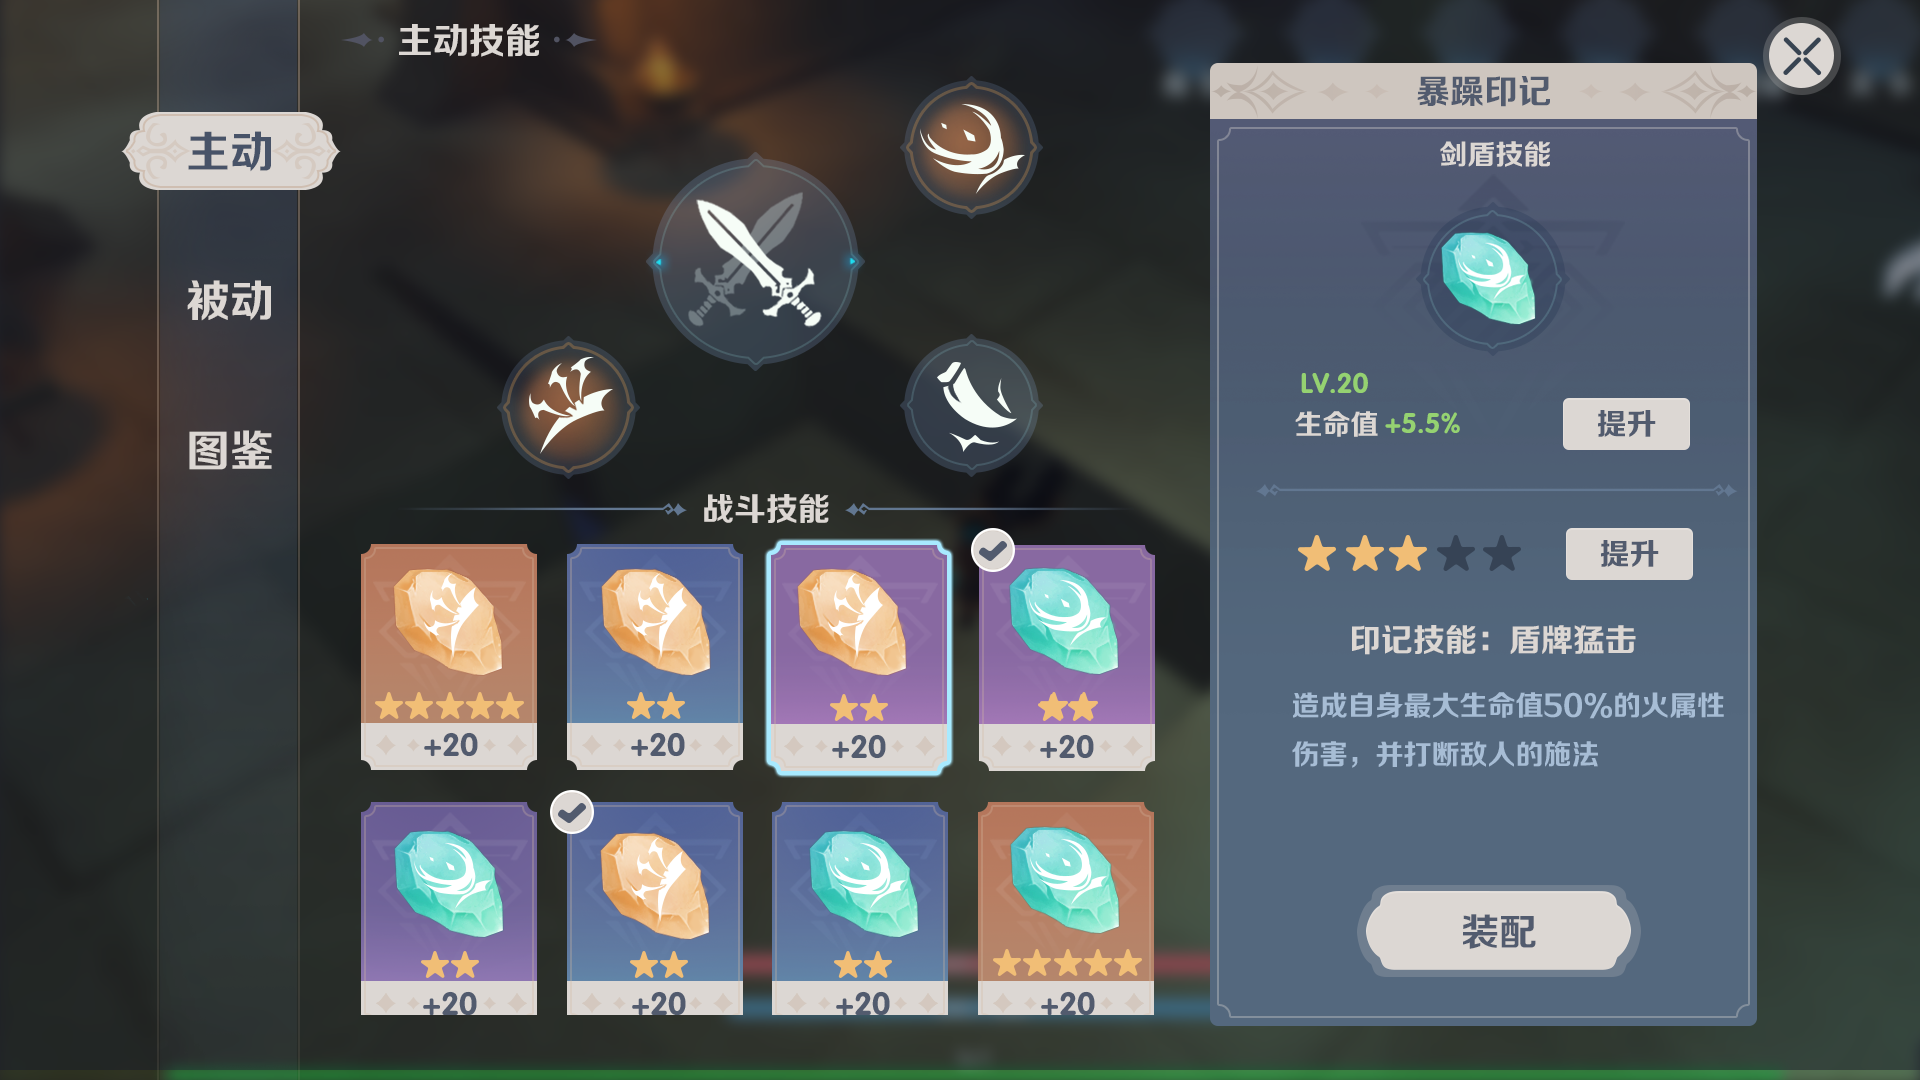 主动技能
主动
被动
图鉴
战斗技能
+20
+20
+20
+20
+20
+20
+20
+20
暴躁印记
剑盾技能
LV.20
生命值 +5.5%
提升
提升
印记技能：盾牌猛击
造成自身最大生命值50%的火属性
伤害，并打断敌人的施法
装配